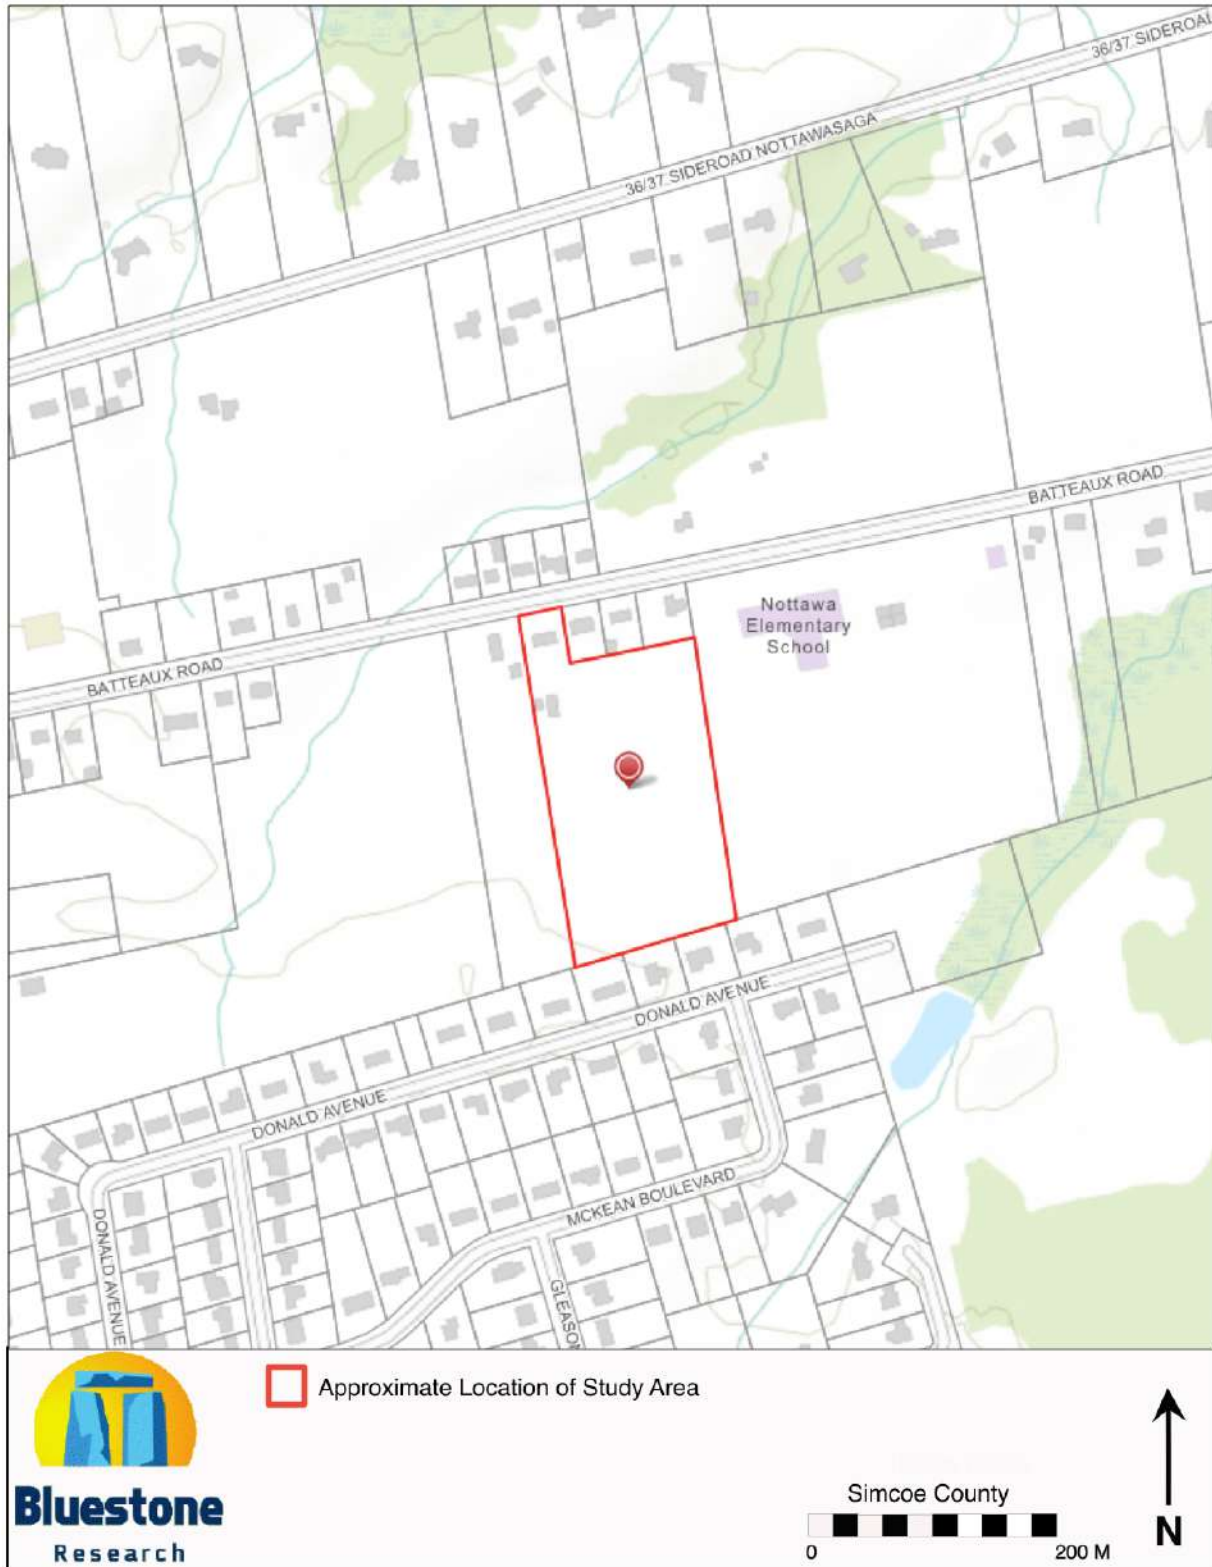 36/37 SIDEROAD
36/37 SIDEROAD NOTTAWASAGA
BATTEAUX ROAD
Nottawa
Elementary
School
BATTEAUX ROAD
DONALD AVENUE
DONALD AVENUE
MCKEAN BOULEVARD
DONALD AVENUE
GLEASON
Approximate Location of Study Area
Bluestone
Research
Simcoe County
0 200 M
N